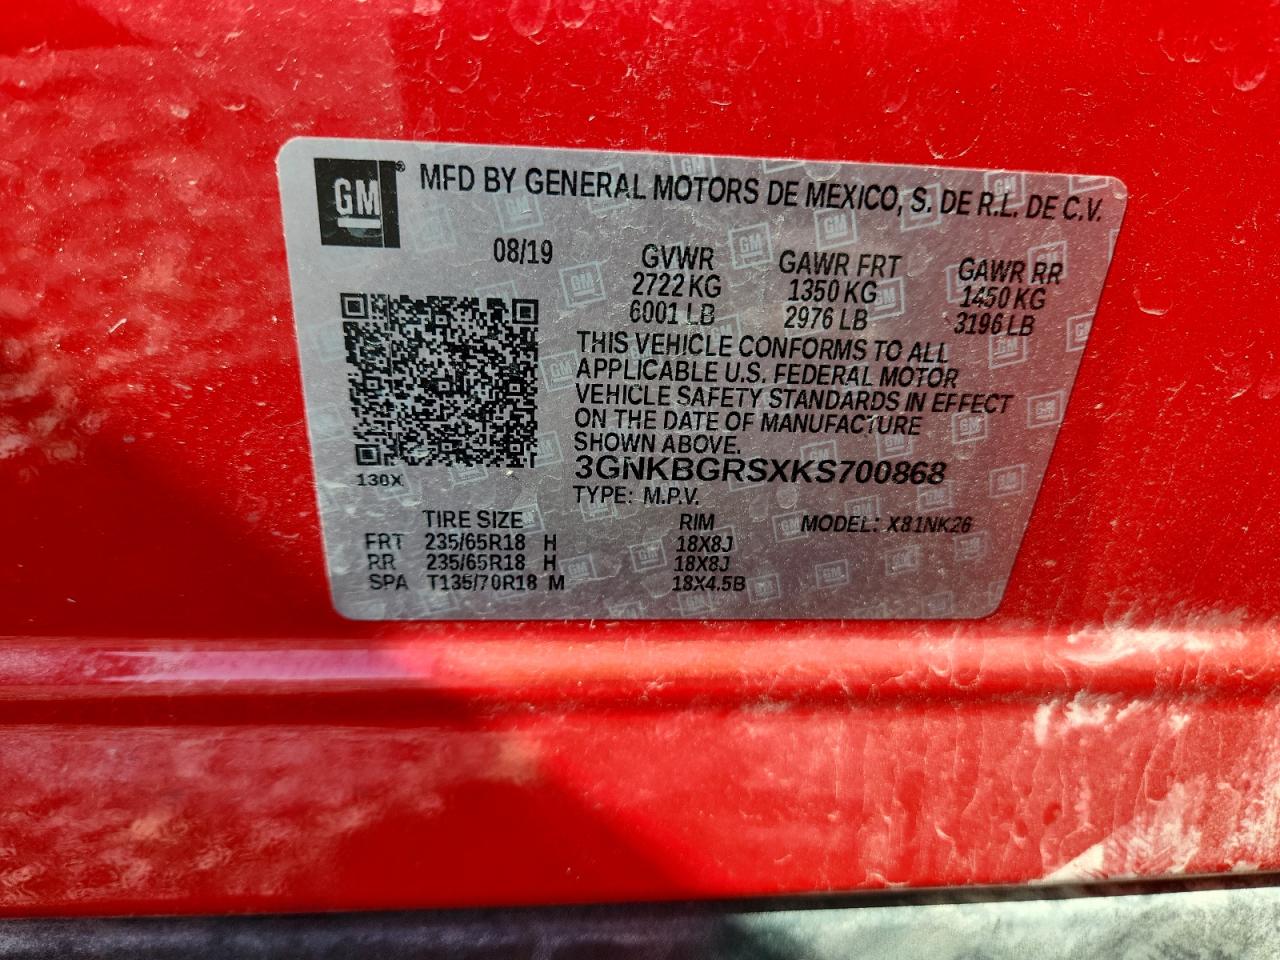 GM® MFD BY GENERAL MOTORS DE MEXICO, S. DE R.L. DE C.V.
08/19 GVWR GAWR FRT GAWR RR
2722 KG 1350 KG 1450 KG
6001 LB 2976 LB 3196 LB
THIS VEHICLE CONFORMS TO ALL
APPLICABLE U.S. FEDERAL MOTOR
VEHICLE SAFETY STANDARDS IN EFFECT
ON THE DATE OF MANUFACTURE
SHOWN ABOVE.
3GNKBGRSXKS700868
130X
TYPE: M.P.V.
TIRE SIZE RIM MODEL: X81NK26
FRT 235/65R18 H 18X8J
RR 235/65R18 H 18X8J
SPA T135/70R18 M 18X4.5B